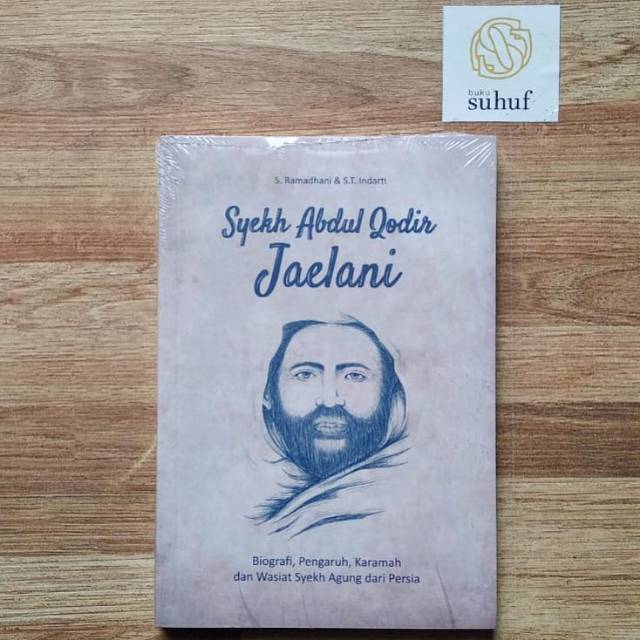 buku
suhuf
S. Ramadhani & S.T. Indarti
Syekh Abdul Qodir
Jaelani
Biografi, Pengaruh, Karamah
dan Wasiat Syekh Agung dari Persia